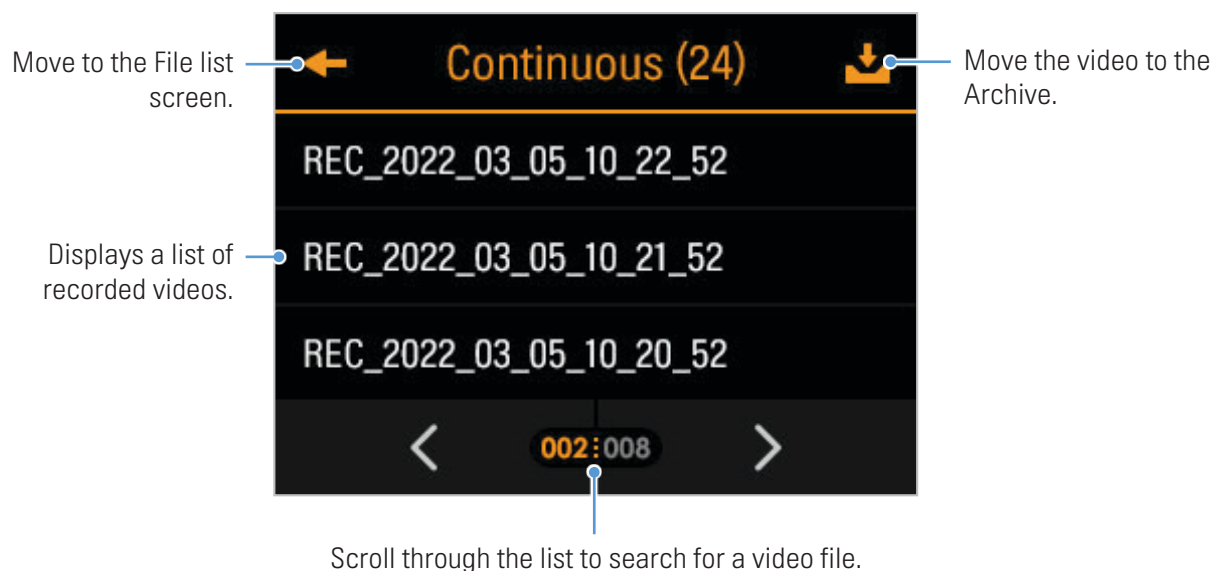 Move to the File list
screen.
Continuous (24)
Move the video to the
Archive.
REC_2022_03_05_10_22_52
Displays a list of
recorded videos.
REC_2022_03_05_10_21_52
REC_2022_03_05_10_20_52
002⋮008
Scroll through the list to search for a video file.